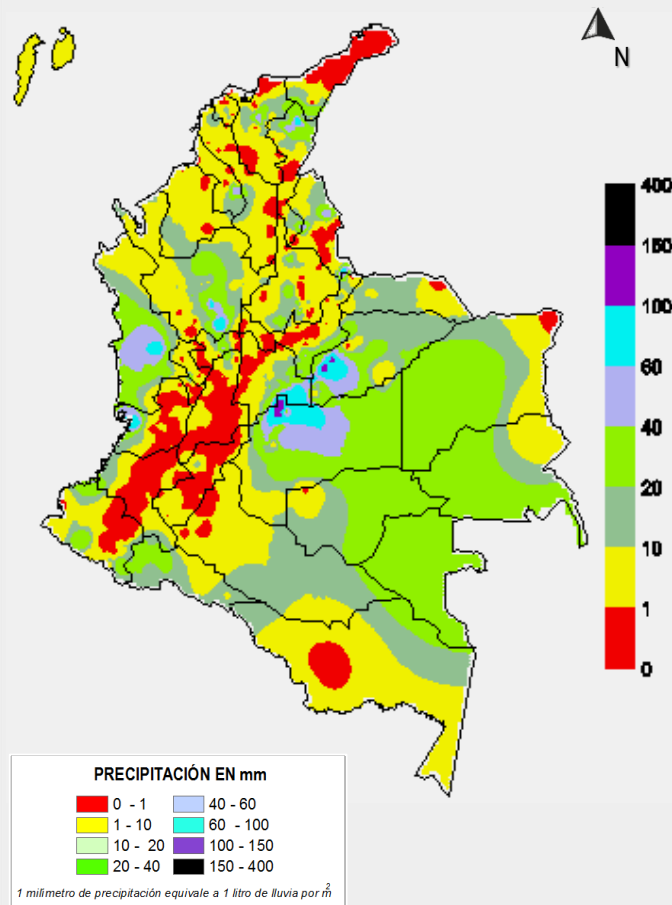 N
400
150
100
60
40
20
10
1
0
PRECIPITACIÓN EN mm
0 - 1
40 - 60
1 - 10
60 - 100
10 - 20
100 - 150
20 - 40
150 - 400
1 milímetro de precipitación equivale a 1 litro de lluvia por m2